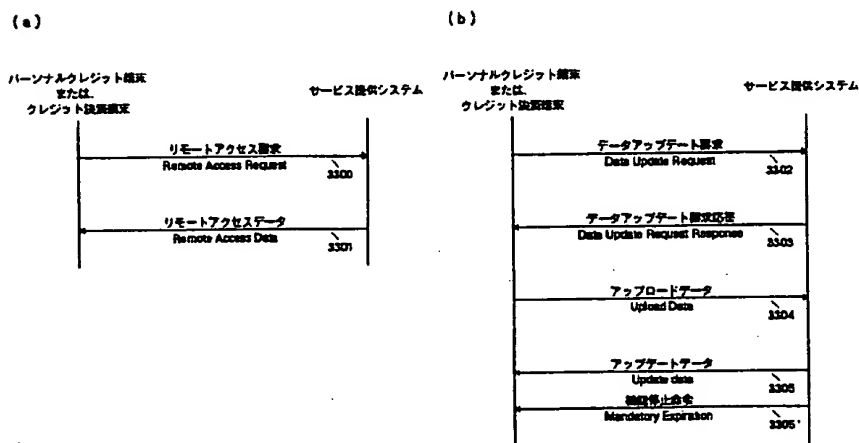 (a)
パーソナルクレジット端末
または、
クレジット決済端末
サービス提供システム
リモートアクセス要求
Remote Access Request
3300
リモートアクセスデータ
Remote Access Data
3301
(b)
パーソナルクレジット端末
または、
クレジット決済端末
サービス提供システム
データアップデート要求
Data Update Request
3302
データアップデート要求応答
Data Update Request Response
3303
アップロードデータ
Upload Data
3304
アップデートデータ
Update data
3305
機能停止命令
Mandatory Expiration
3305'